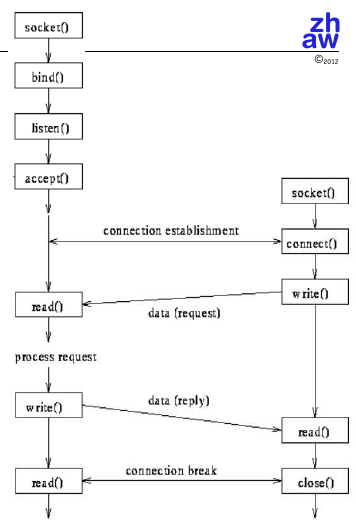 socket()
zh
aw
©2012
bind()
listen()
accept()
socket()
connection establishment
connect()
write()
read()
data (request)
process request
data (reply)
write()
read()
connection break
read()
close()